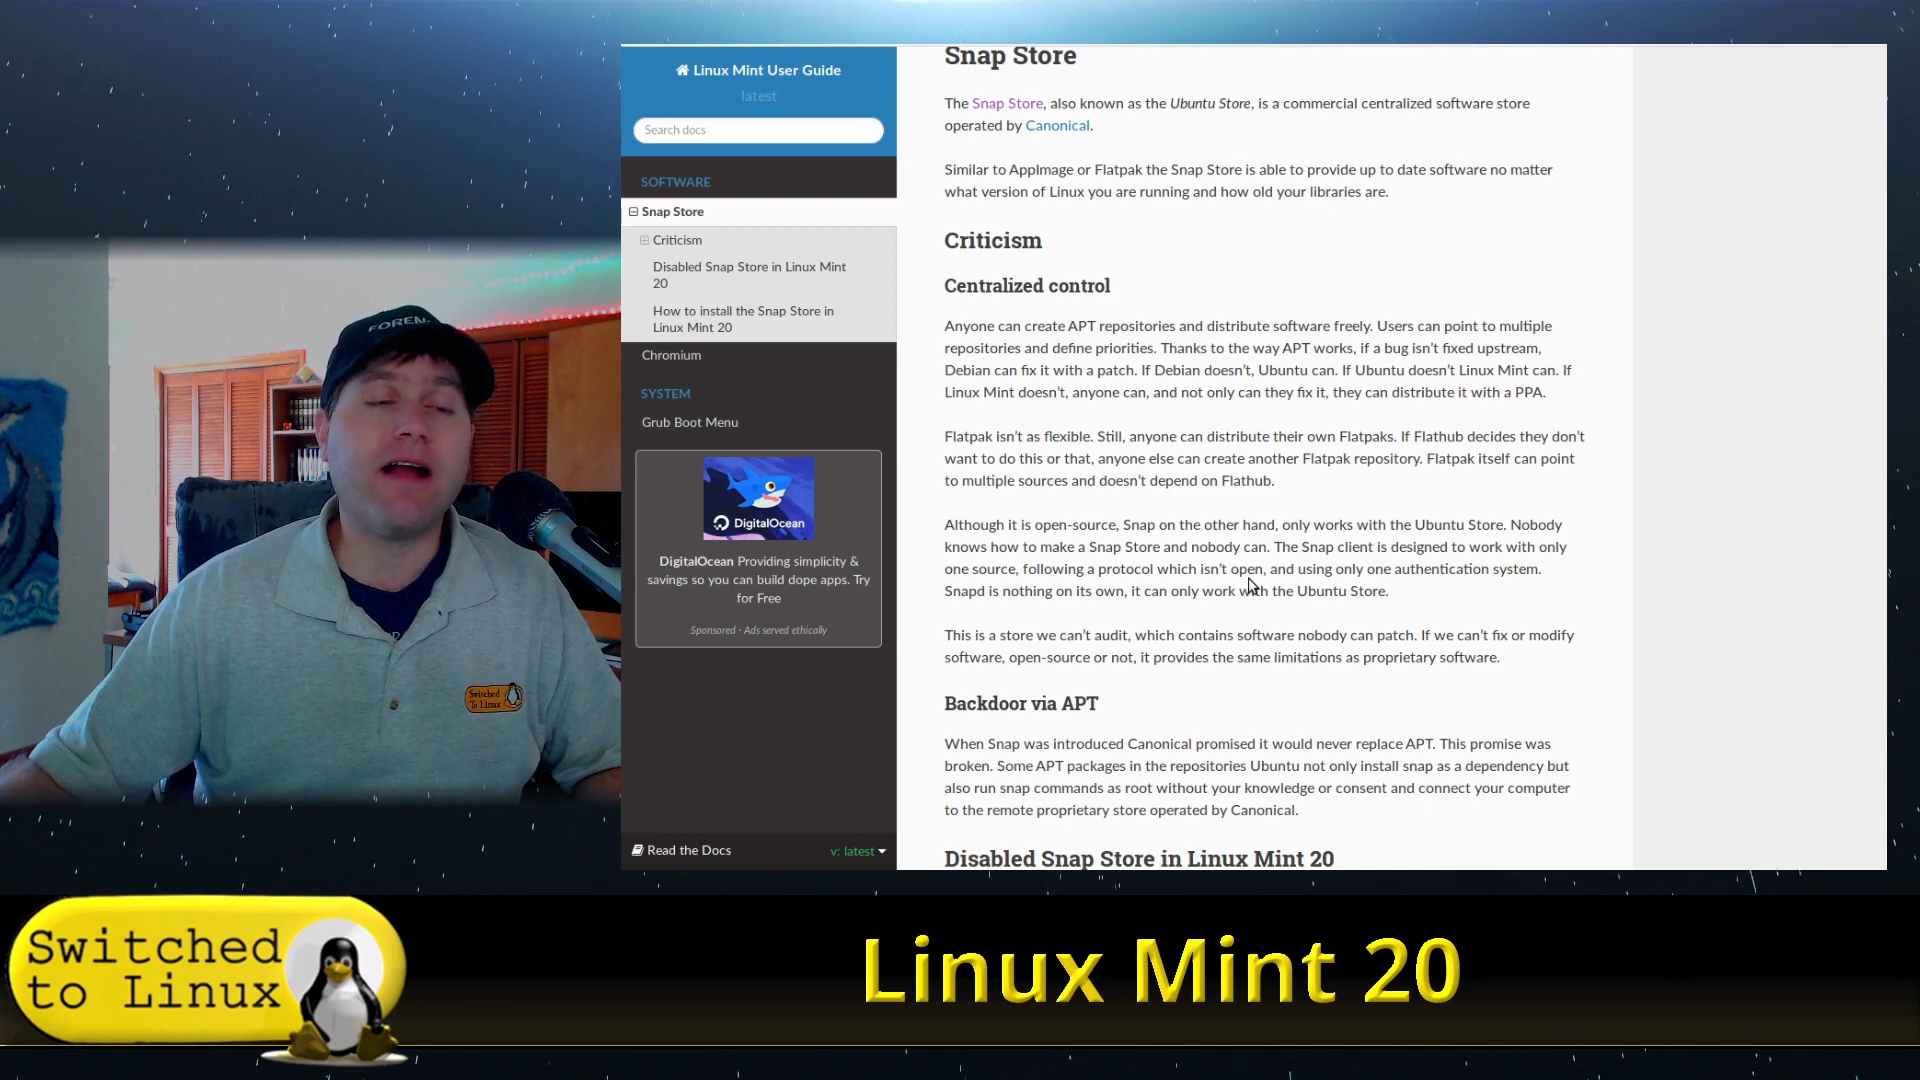 Linux Mint User Guide
latest
Search docs
SOFTWARE
Snap Store
Criticism
Disabled Snap Store in Linux Mint
20
How to install the Snap Store in
Linux Mint 20
Chromium
SYSTEM
Grub Boot Menu
DigitalOcean
DigitalOcean Providing simplicity &
savings so you can build dope apps. Try
for Free
Sponsored · Ads served ethically
Read the Docs
v: latest
Snap Store
The Snap Store, also known as the Ubuntu Store, is a commercial centralized software store
operated by Canonical.
Similar to AppImage or Flatpak the Snap Store is able to provide up to date software no matter
what version of Linux you are running and how old your libraries are.
Criticism
Centralized control
Anyone can create APT repositories and distribute software freely. Users can point to multiple
repositories and define priorities. Thanks to the way APT works, if a bug isn't fixed upstream,
Debian can fix it with a patch. If Debian doesn't, Ubuntu can. If Ubuntu doesn't Linux Mint can. If
Linux Mint doesn't, anyone can, and not only can they fix it, they can distribute it with a PPA.
Flatpak isn't as flexible. Still, anyone can distribute their own Flatpaks. If Flathub decides they don't
want to do this or that, anyone else can create another Flatpak repository. Flatpak itself can point
to multiple sources and doesn't depend on Flathub.
Although it is open-source, Snap on the other hand, only works with the Ubuntu Store. Nobody
knows how to make a Snap Store and nobody can. The Snap client is designed to work with only
one source, following a protocol which isn't open, and using only one authentication system.
Snapd is nothing on its own, it can only work with the Ubuntu Store.
This is a store we can't audit, which contains software nobody can patch. If we can't fix or modify
software, open-source or not, it provides the same limitations as proprietary software.
Backdoor via APT
When Snap was introduced Canonical promised it would never replace APT. This promise was
broken. Some APT packages in the repositories Ubuntu not only install snap as a dependency but
also run snap commands as root without your knowledge or consent and connect your computer
to the remote proprietary store operated by Canonical.
Disabled Snap Store in Linux Mint 20
Switched
To Linux
Switched
to Linux
Linux Mint 20